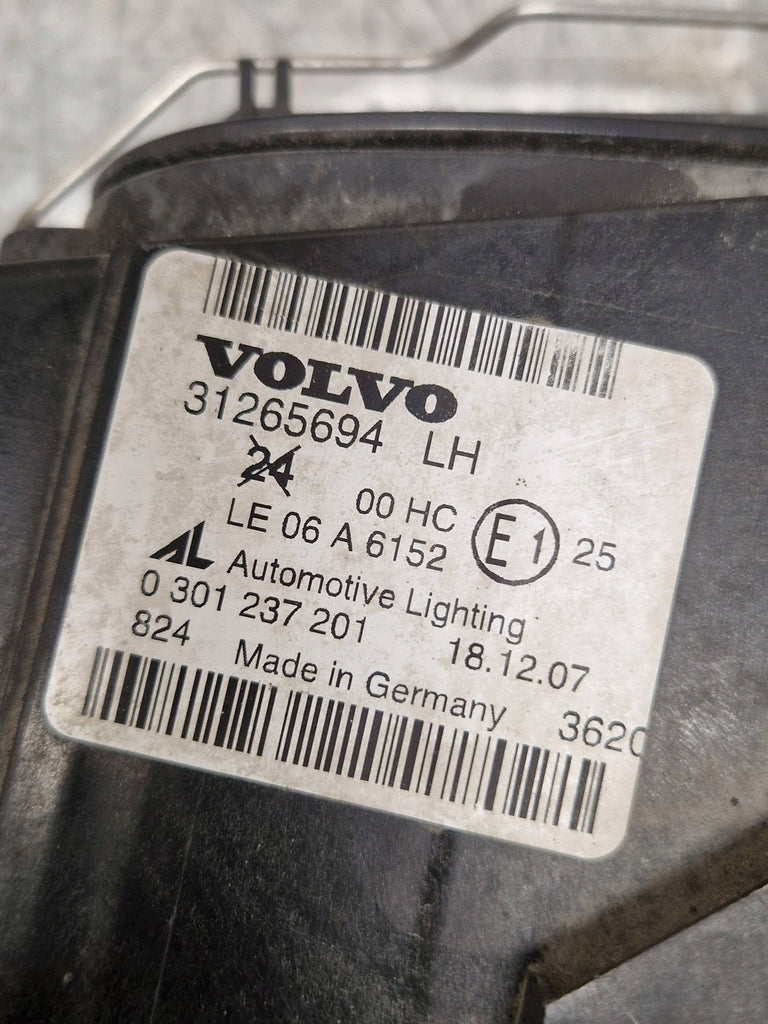 VOLVO
31265694 LH
24
00 HC
LE 06 A 6152 E1 25
AL Automotive Lighting
0 301 237 201 18.12.07
824 Made in Germany 3620